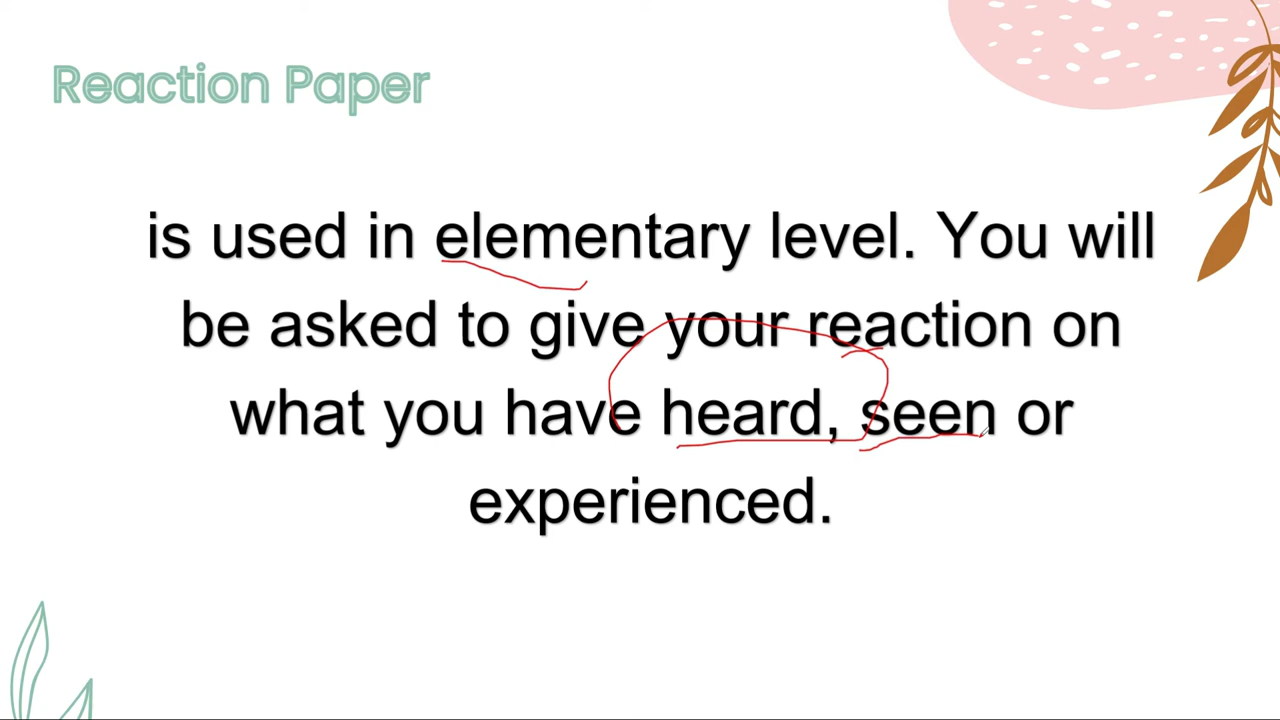 Reaction Paper
is used in elementary level. You will
be asked to give your reaction on
what you have heard, seen or
experienced.